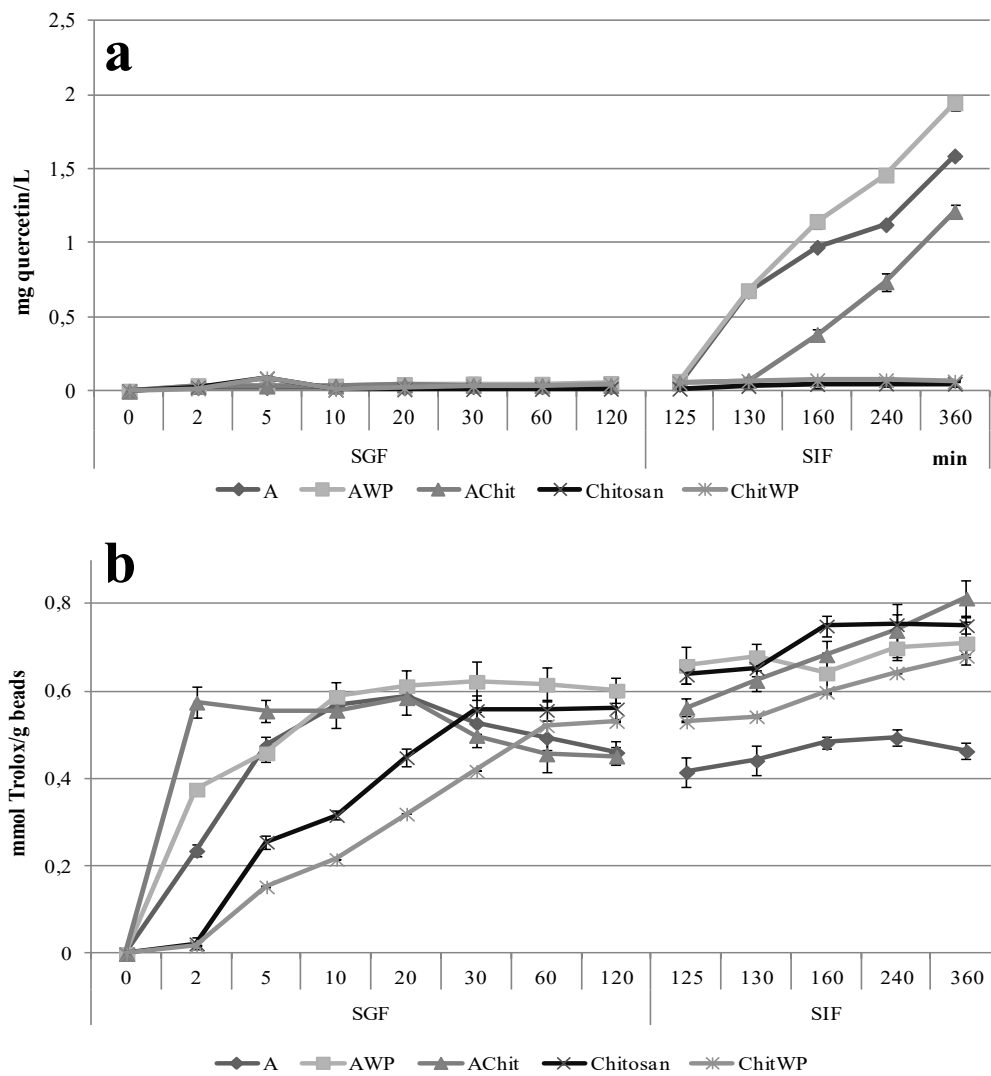 a
2,5
2
1,5
1
0,5
0
mg quercetin/L
0 2 5 10 20 30 60 120 125 130 160 240 360
SGF SIF min
A AWP AChit Chitosan ChitWP
b
0,8
0,6
0,4
0,2
0
mmol Trolox/g beads
0 2 5 10 20 30 60 120 125 130 160 240 360
SGF SIF
A AWP AChit Chitosan ChitWP